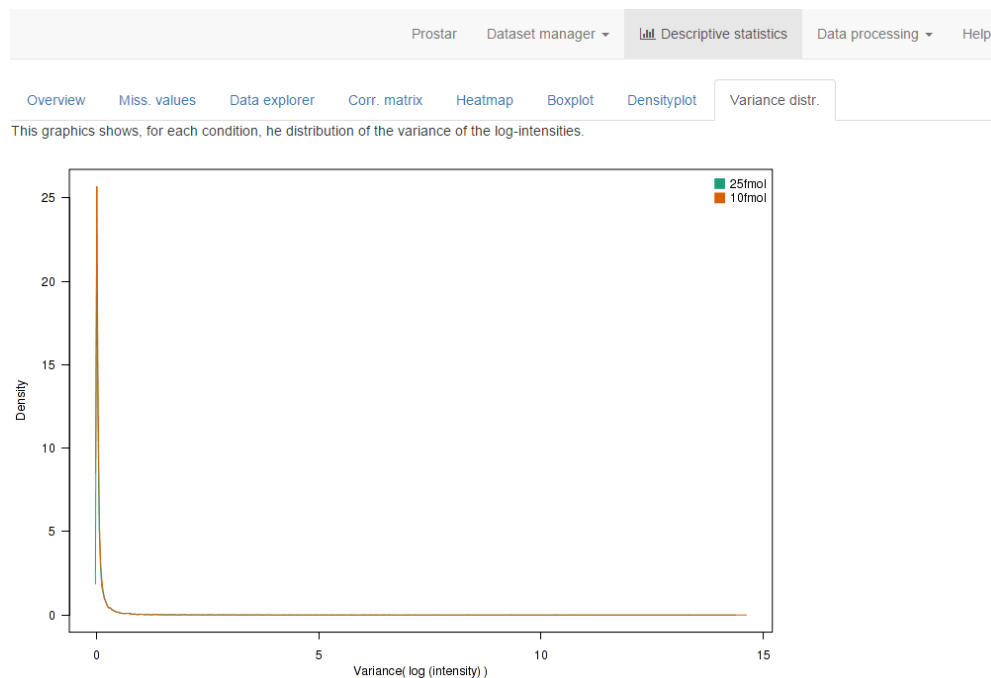 Prostar Dataset manager Descriptive statistics Data processing Help
Overview Miss. values Data explorer Corr. matrix Heatmap Boxplot Densityplot Variance distr.
This graphics shows, for each condition, he distribution of the variance of the log-intensities.
25fmol
10fmol
25
20
15
10
5
0
Density
0 5 10 15
Variance( log (intensity) )